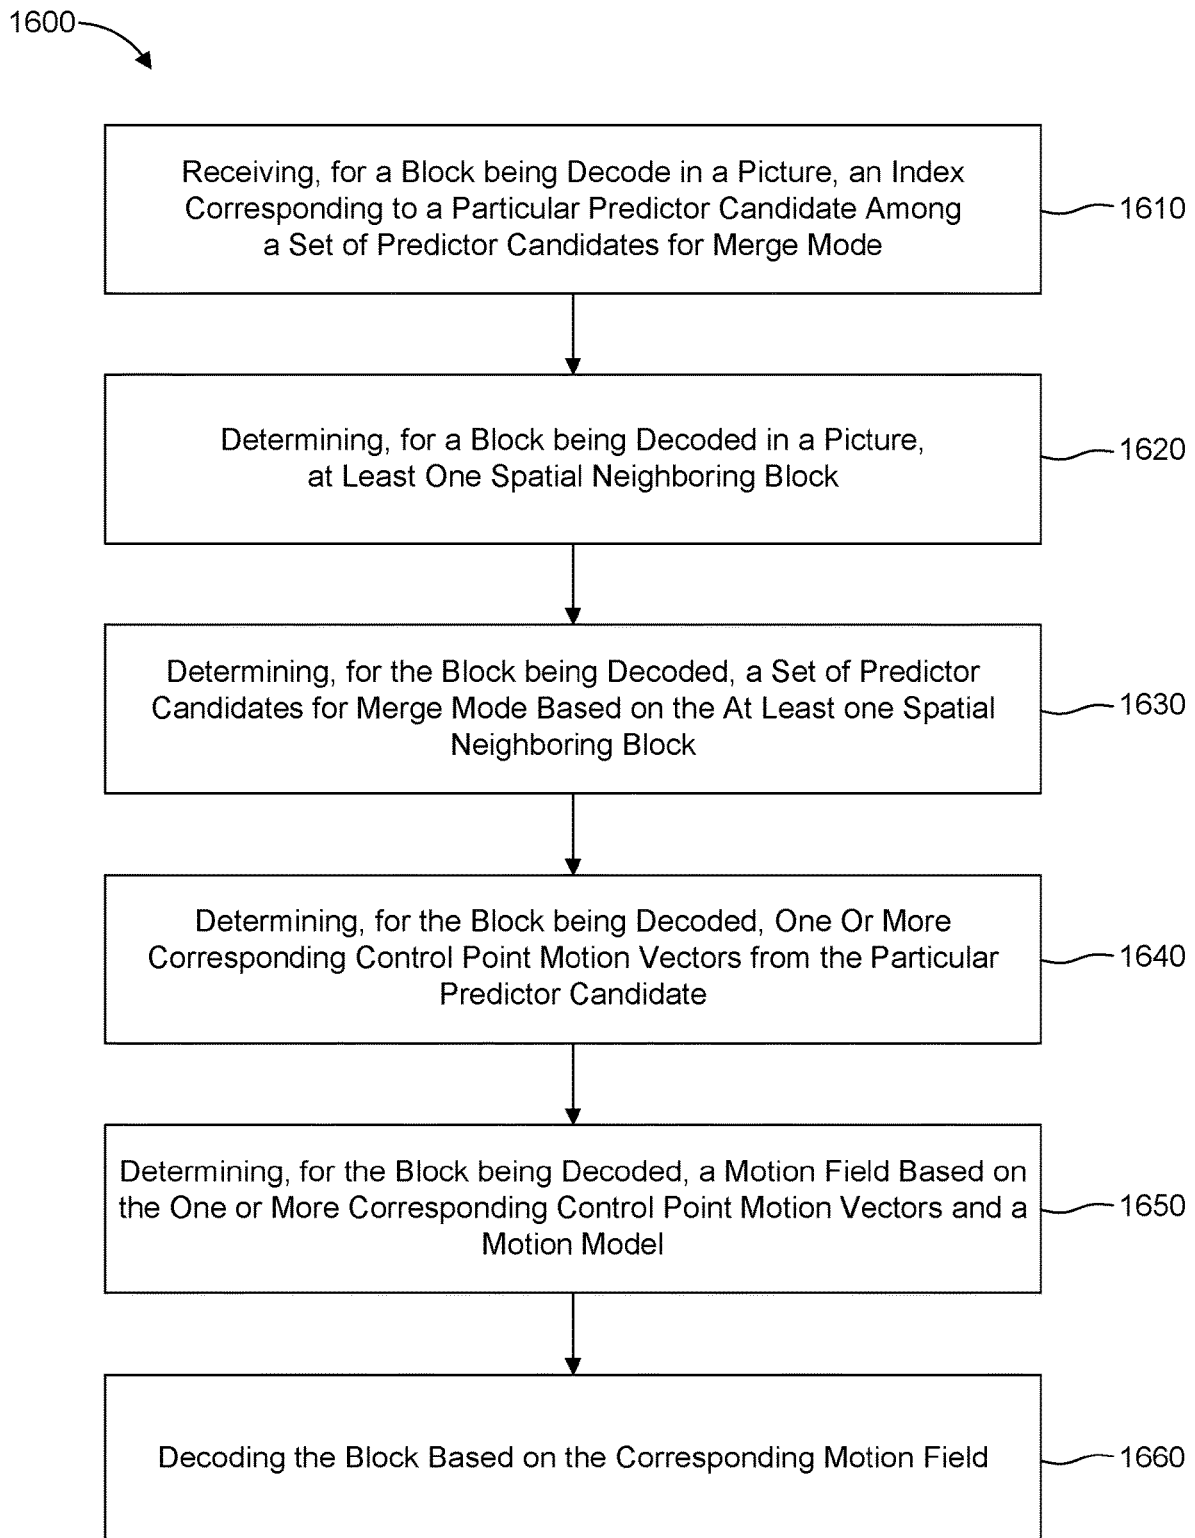 1600
Receiving, for a Block being Decode in a Picture, an Index
Corresponding to a Particular Predictor Candidate Among
a Set of Predictor Candidates for Merge Mode
1610
Determining, for a Block being Decoded in a Picture,
at Least One Spatial Neighboring Block
1620
Determining, for the Block being Decoded, a Set of Predictor
Candidates for Merge Mode Based on the At Least one Spatial
Neighboring Block
1630
Determining, for the Block being Decoded, One Or More
Corresponding Control Point Motion Vectors from the Particular
Predictor Candidate
1640
Determining, for the Block being Decoded, a Motion Field Based on
the One or More Corresponding Control Point Motion Vectors and a
Motion Model
1650
Decoding the Block Based on the Corresponding Motion Field
1660